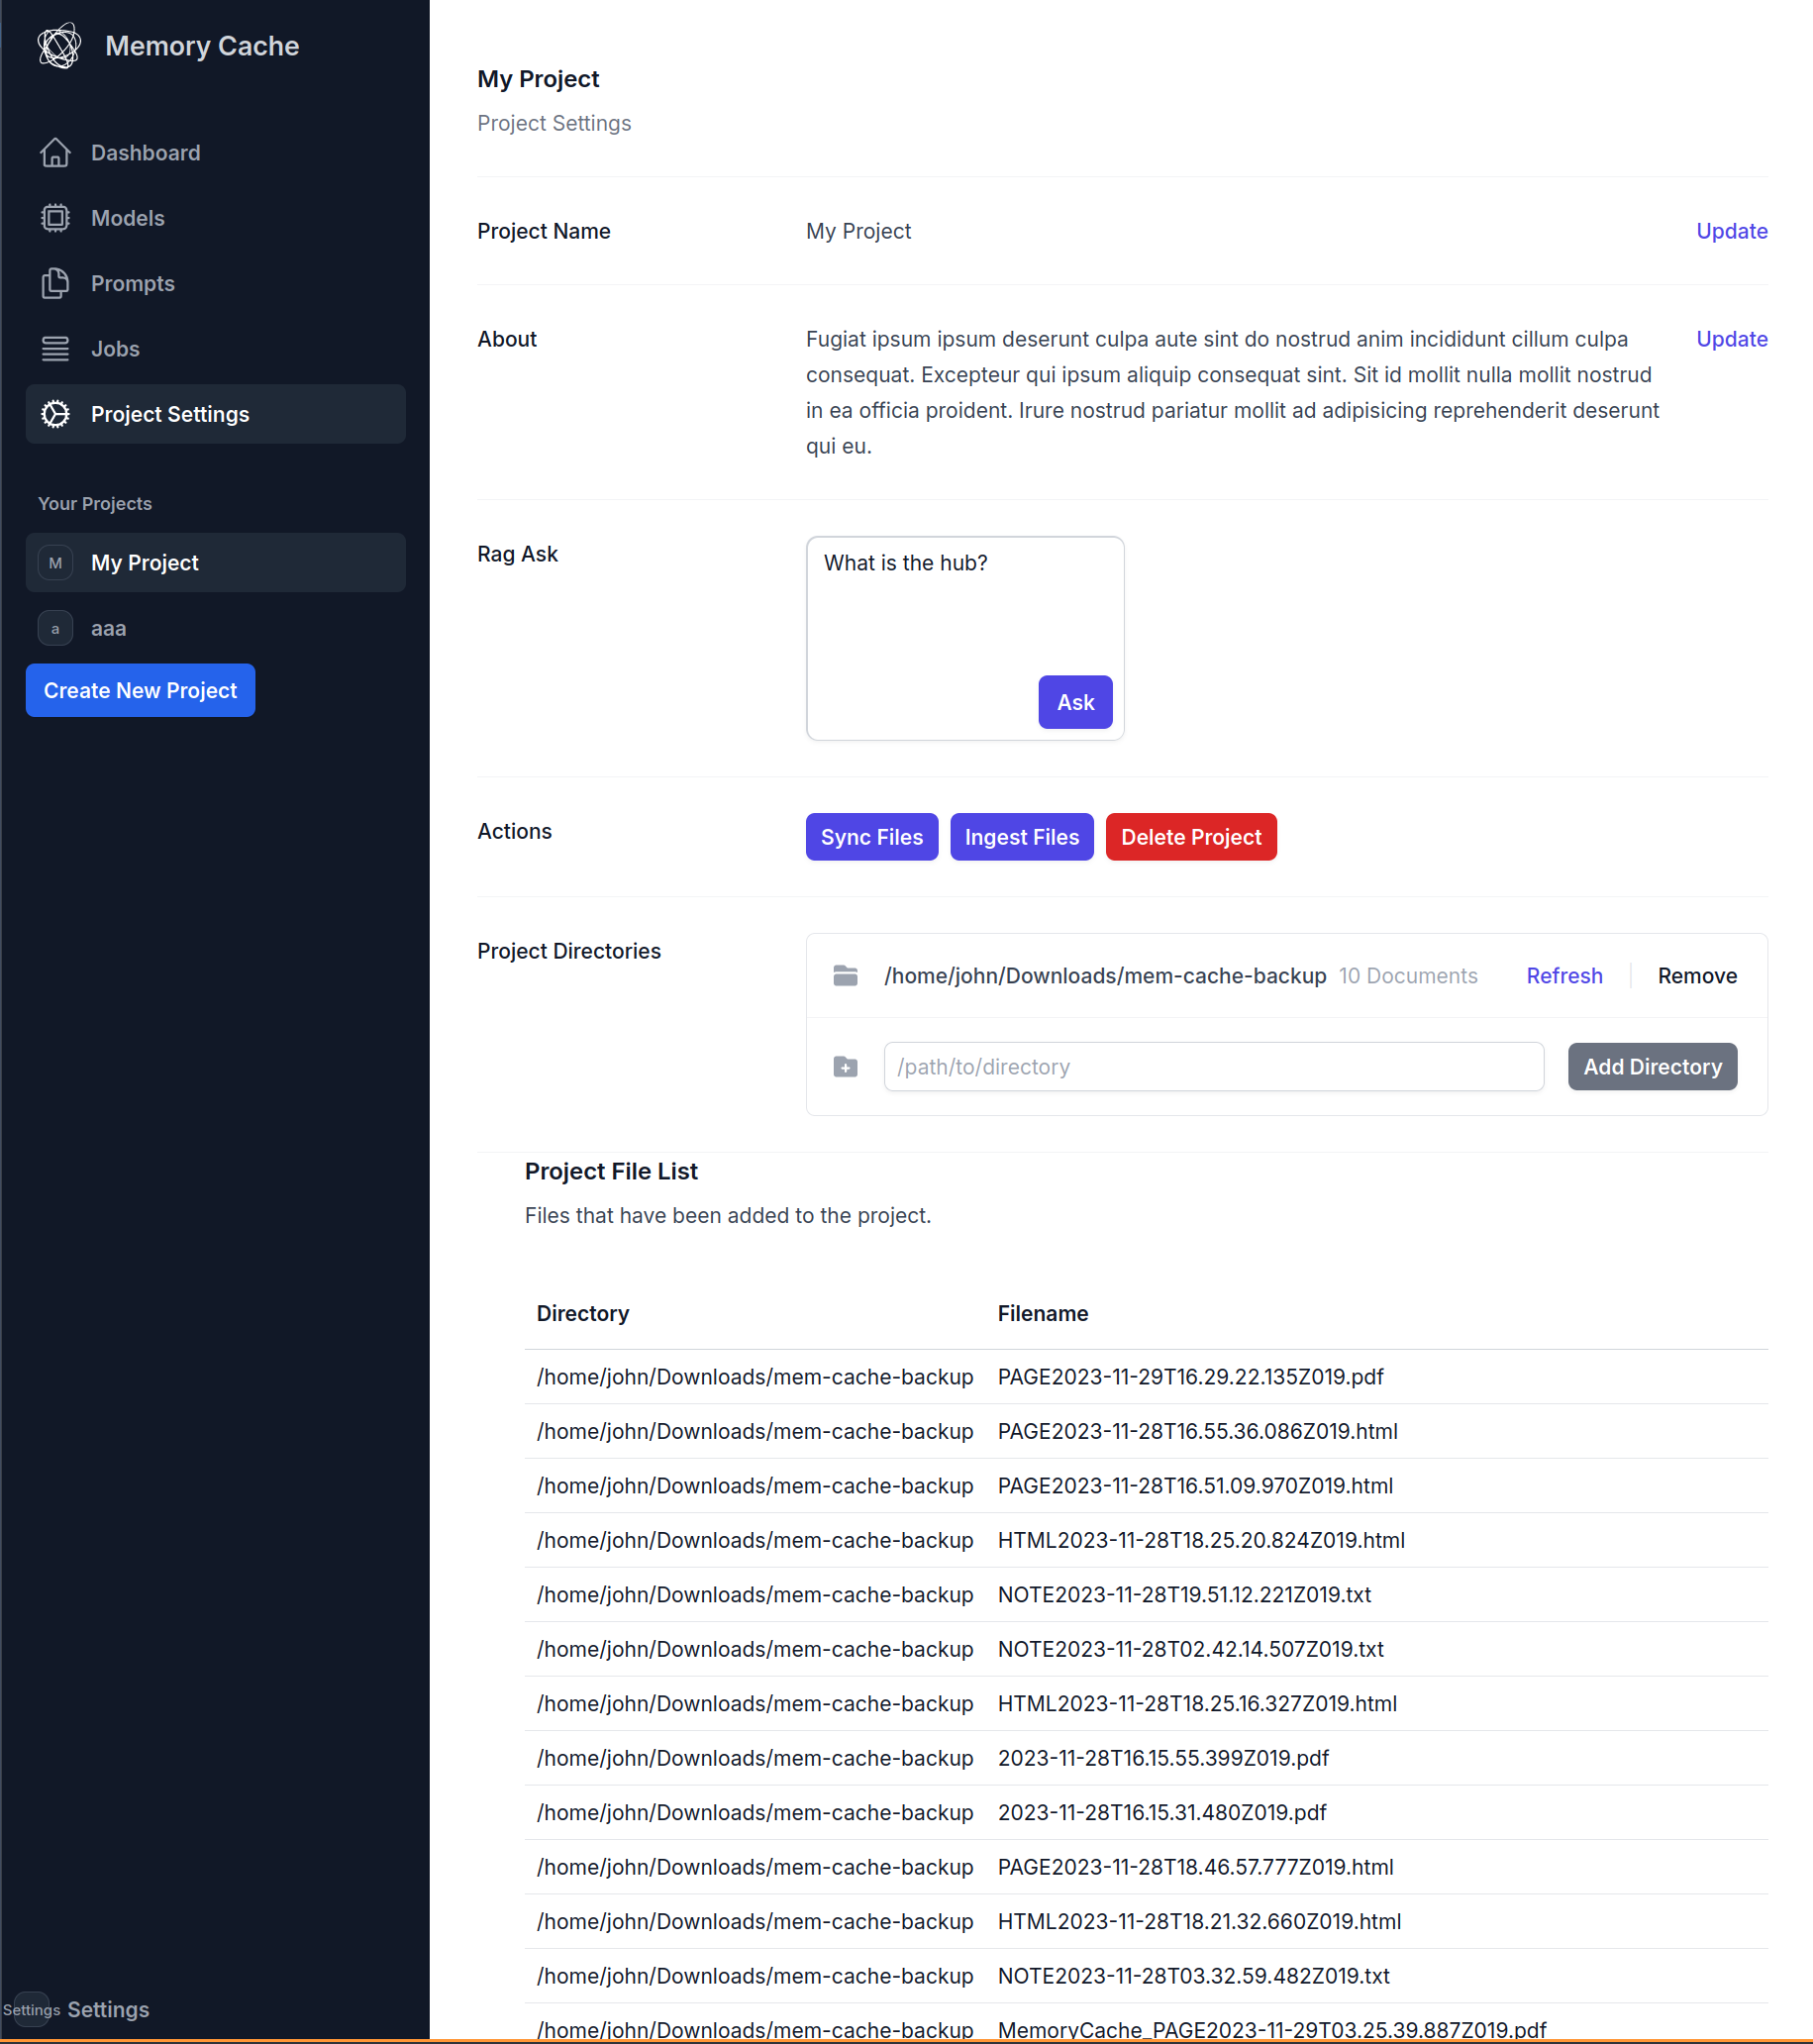 Memory Cache
Dashboard
Models
Prompts
Jobs
Project Settings
Your Projects
M My Project
a aaa
Create New Project
Settings Settings
My Project
Project Settings
Project Name My Project Update
About Fugiat ipsum ipsum deserunt culpa aute sint do nostrud anim incididunt cillum culpa Update
consequat. Excepteur qui ipsum aliquip consequat sint. Sit id mollit nulla mollit nostrud
in ea officia proident. Irure nostrud pariatur mollit ad adipisicing reprehenderit deserunt
qui eu.
Rag Ask What is the hub?
Ask
Actions Sync Files Ingest Files Delete Project
Project Directories /home/john/Downloads/mem-cache-backup 10 Documents Refresh Remove
/path/to/directory Add Directory
Project File List
Files that have been added to the project.
Directory Filename
/home/john/Downloads/mem-cache-backup PAGE2023-11-29T16.29.22.135Z019.pdf
/home/john/Downloads/mem-cache-backup PAGE2023-11-28T16.55.36.086Z019.html
/home/john/Downloads/mem-cache-backup PAGE2023-11-28T16.51.09.970Z019.html
/home/john/Downloads/mem-cache-backup HTML2023-11-28T18.25.20.824Z019.html
/home/john/Downloads/mem-cache-backup NOTE2023-11-28T19.51.12.221Z019.txt
/home/john/Downloads/mem-cache-backup NOTE2023-11-28T02.42.14.507Z019.txt
/home/john/Downloads/mem-cache-backup HTML2023-11-28T18.25.16.327Z019.html
/home/john/Downloads/mem-cache-backup 2023-11-28T16.15.55.399Z019.pdf
/home/john/Downloads/mem-cache-backup 2023-11-28T16.15.31.480Z019.pdf
/home/john/Downloads/mem-cache-backup PAGE2023-11-28T18.46.57.777Z019.html
/home/john/Downloads/mem-cache-backup HTML2023-11-28T18.21.32.660Z019.html
/home/john/Downloads/mem-cache-backup NOTE2023-11-28T03.32.59.482Z019.txt
/home/john/Downloads/mem-cache-backup MemoryCache_PAGE2023-11-29T03.25.39.887Z019.pdf